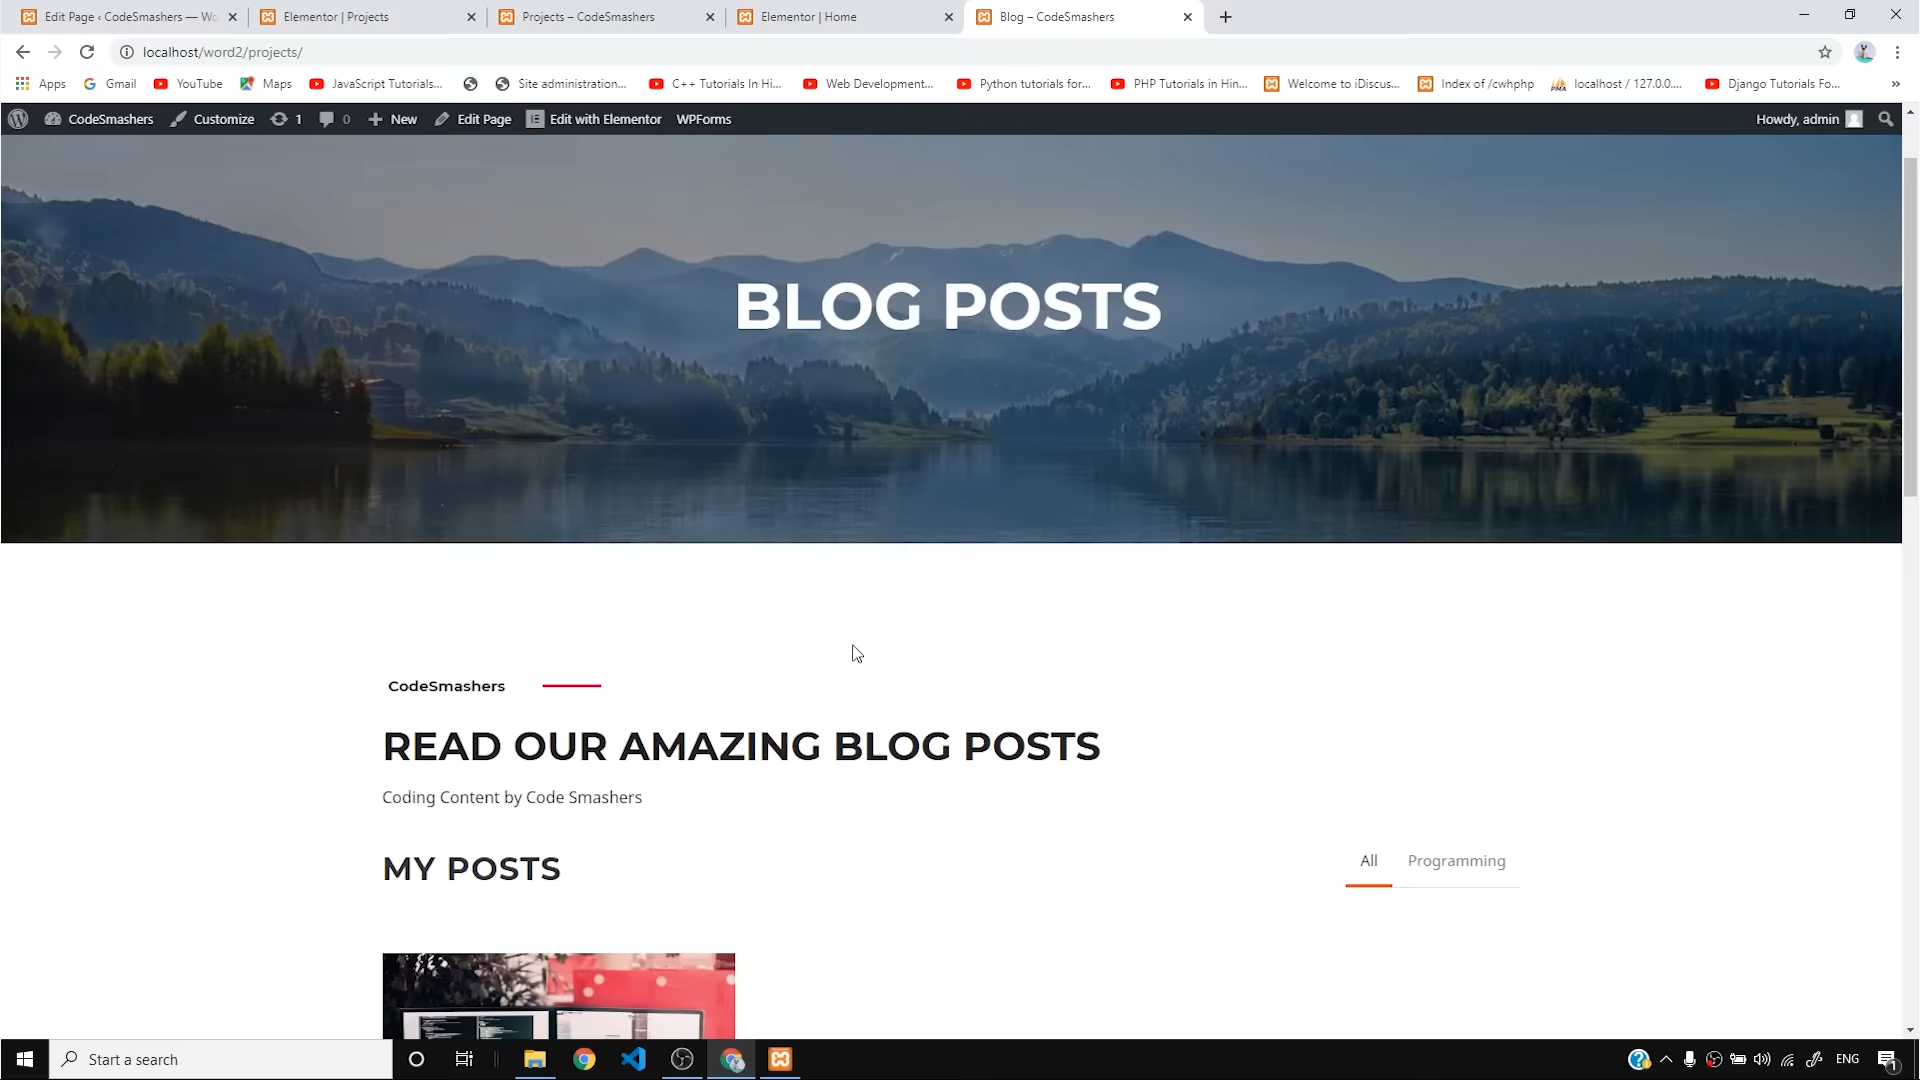 Edit Page ‹ CodeSmashers — Wo
Elementor | Projects
Projects – CodeSmashers
Elementor | Home
Blog – CodeSmashers
localhost/word2/projects/
Apps
Gmail
YouTube
Maps
JavaScript Tutorials...
Site administration...
C++ Tutorials In Hi...
Web Development...
Python tutorials for...
PHP Tutorials in Hin...
Welcome to iDiscus...
Index of /cwhphp
localhost / 127.0.0....
Django Tutorials Fo...
CodeSmashers
Customize
1
0
New
Edit Page
Edit with Elementor
WPForms
Howdy, admin
BLOG POSTS
CodeSmashers
READ OUR AMAZING BLOG POSTS
Coding Content by Code Smashers
MY POSTS
All
Programming
Start a search
ENG
1